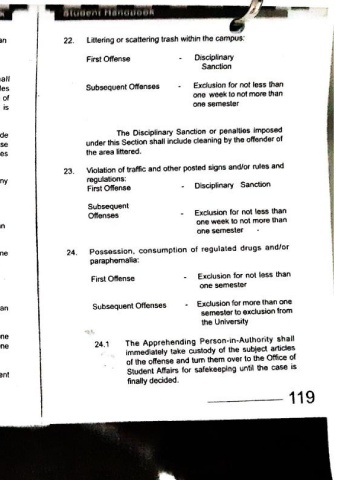 Student Handbook
22. Littering or scattering trash within the campus:
First Offense - Disciplinary
Sanction
Subsequent Offenses - Exclusion for not less than
one week to not more than
one semester
The Disciplinary Sanction or penalties imposed
under this Section shall include cleaning by the offender of
the area littered.
23. Violation of traffic and other posted signs and/or rules and
regulations:
First Offense - Disciplinary Sanction
Subsequent
Offenses - Exclusion for not less than
one week to not more than
one semester -
24. Possession, consumption of regulated drugs and/or
paraphernalia:
First Offense - Exclusion for not less than
one semester
Subsequent Offenses - Exclusion for more than one
semester to exclusion from
the University
24.1 The Apprehending Person-in-Authority shall
immediately take custody of the subject articles
of the offense and turn them over to the Office of
Student Affairs for safekeeping until the case is
finally decided.
119